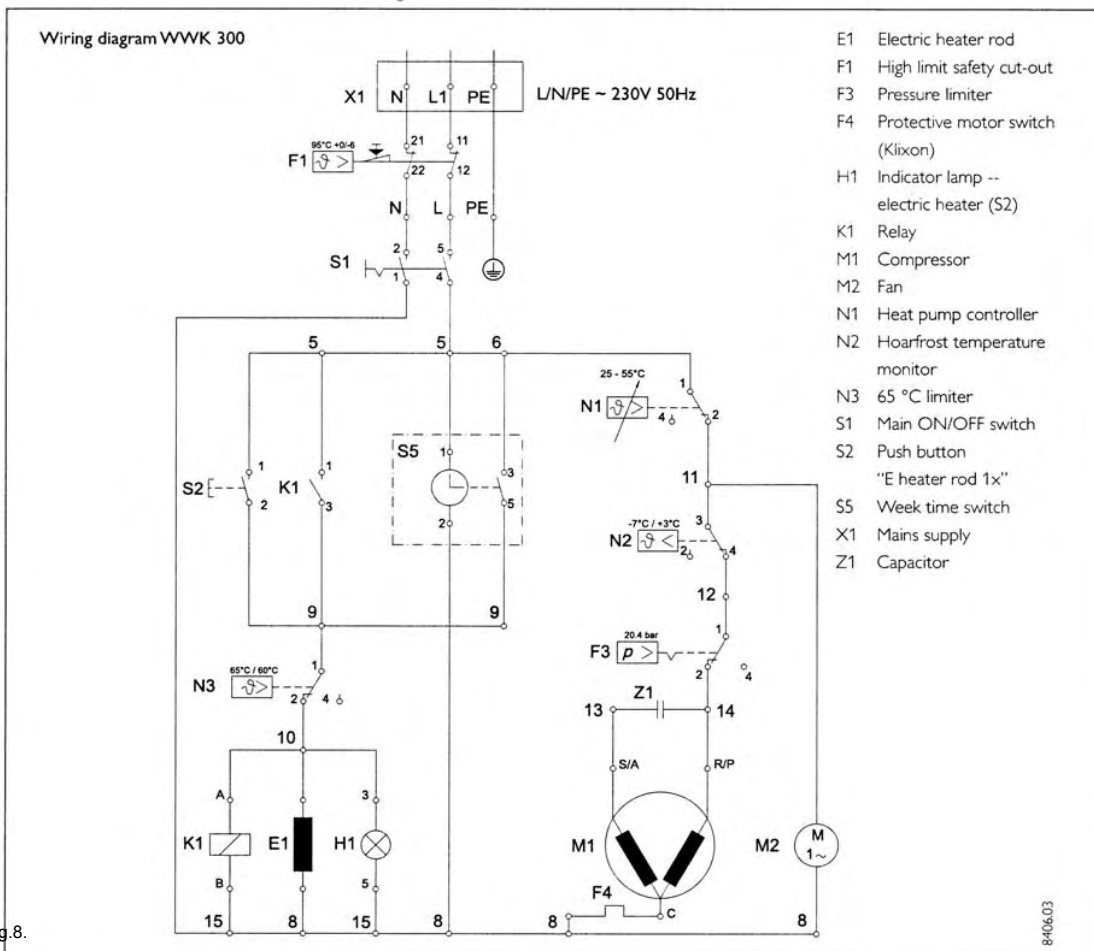 Wiring diagram WWK 300
X1 N L1 PE L/N/PE ~ 230V 50Hz
95°C +0/-6
F1 ϑ > 21 11
22 12
N L PE
S1 2 5
1 4
5 5 6
25 - 55°C
N1 ϑ > 1
4 2
S5 1 3
S2 1 K1 1
2 3
2 5
11
-7°C / +3°C
N2 ϑ < 3
2 4
12
9 9
20.4 bar
F3 p > 1
2 4
65°C / 60°C
N3 ϑ > 1
2 4
Z1
13 14
10
S/A R/P
A 3
K1 E1 H1
M1
M2 M
1~
B 5
F4
C
15 8 15 8 8 8
g.8.
E1 Electric heater rod
F1 High limit safety cut-out
F3 Pressure limiter
F4 Protective motor switch
(Klixon)
H1 Indicator lamp --
electric heater (S2)
K1 Relay
M1 Compressor
M2 Fan
N1 Heat pump controller
N2 Hoarfrost temperature
monitor
N3 65 °C limiter
S1 Main ON/OFF switch
S2 Push button
"E heater rod 1x"
S5 Week time switch
X1 Mains supply
Z1 Capacitor
8406.03